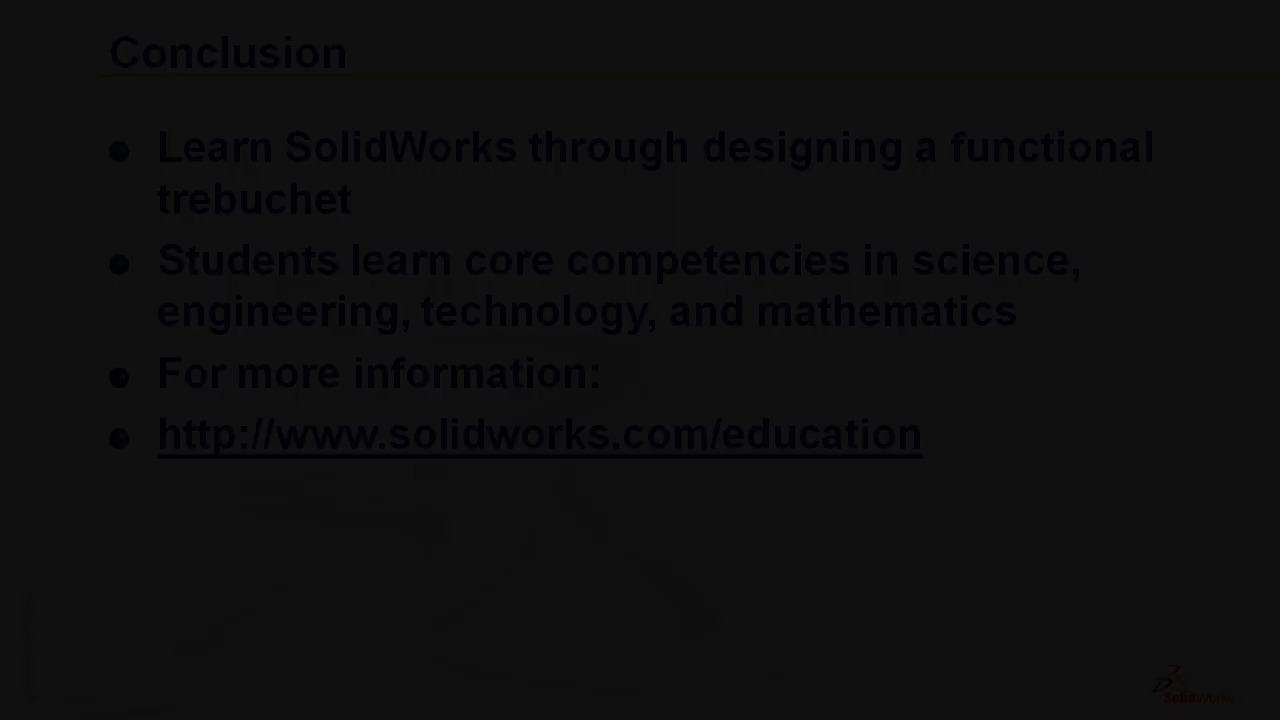 Conclusion
Learn SolidWorks through designing a functional
trebuchet
Students learn core competencies in science,
engineering, technology, and mathematics
For more information:
http://www.solidworks.com/education
SolidWorks